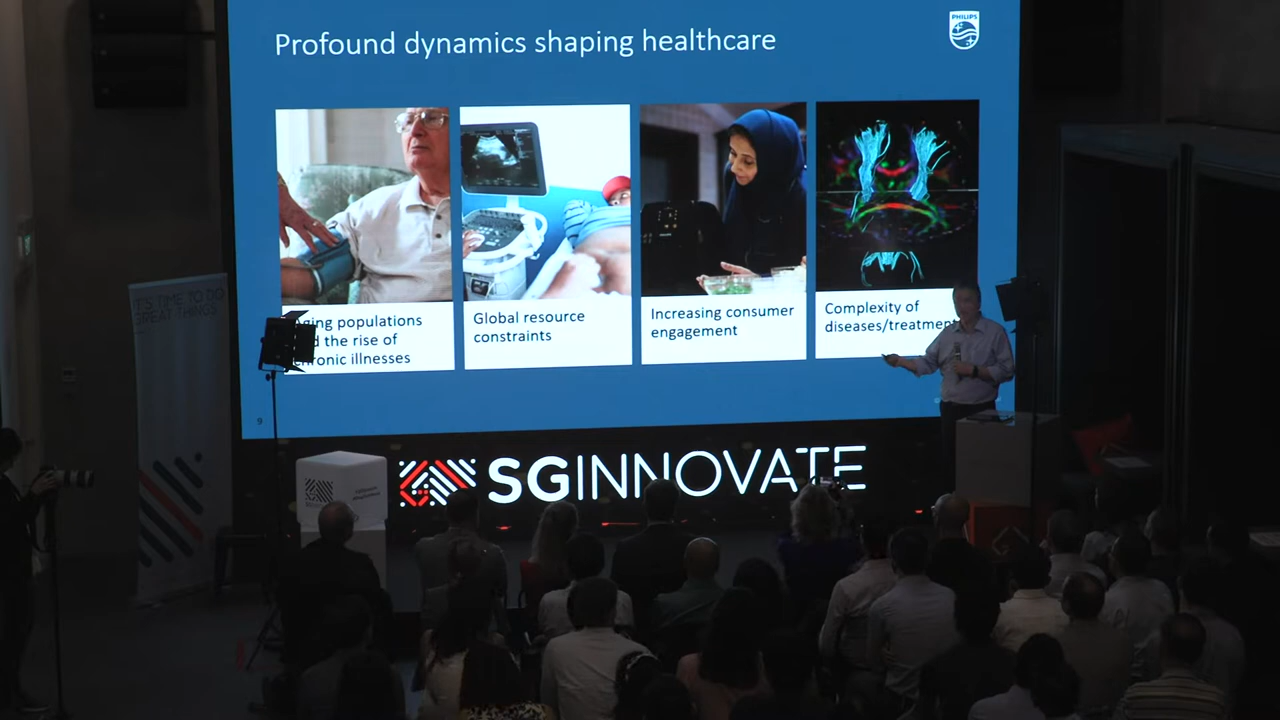 Profound dynamics shaping healthcare
PHILIPS
ging populations
d the rise of
chronic illnesses
Global resource
constraints
Increasing consumer
engagement
Complexity of
diseases/treatment
9
IT'S TIME TO DO
GREAT THINGS
SGINNOVATE